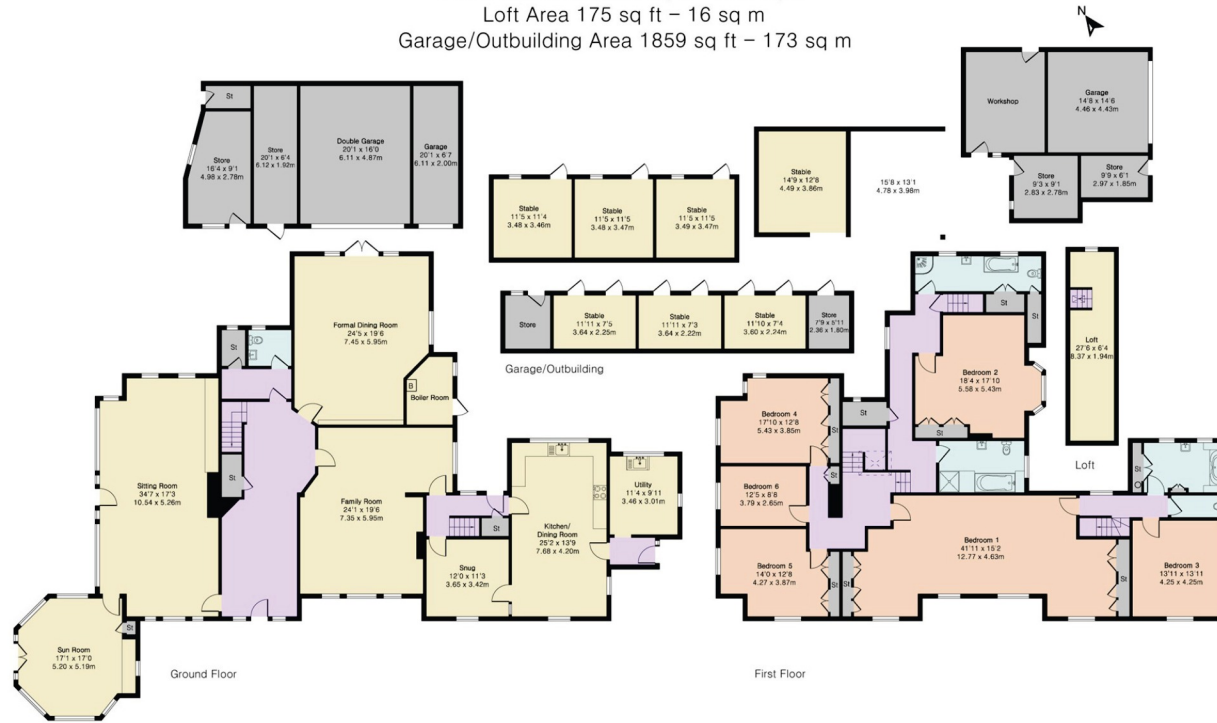 Loft Area 175 sq ft – 16 sq m
Garage/Outbuilding Area 1859 sq ft – 173 sq m
N
St
Store
16'4 x 9'1
4.98 x 2.78m
Store
20'1 x 6'4
6.12 x 1.92m
Double Garage
20'1 x 16'0
6.11 x 4.87m
Garage
20'1 x 6'7
6.11 x 2.00m
Stable
11'5 x 11'4
3.48 x 3.46m
Stable
11'5 x 11'5
3.48 x 3.47m
Stable
11'5 x 11'5
3.49 x 3.47m
Stable
14'9 x 12'8
4.49 x 3.86m
15'8 x 13'1
4.78 x 3.98m
Workshop
Garage
14'8 x 14'6
4.46 x 4.43m
Store
9'3 x 9'1
2.83 x 2.78m
Store
9'9 x 6'1
2.97 x 1.85m
Store
Stable
11'11 x 7'5
3.64 x 2.25m
Stable
11'11 x 7'3
3.64 x 2.22m
Stable
11'10 x 7'4
3.60 x 2.24m
Store
7'9 x 5'11
2.36 x 1.80m
Garage/Outbuilding
Formal Dining Room
24'5 x 19'6
7.45 x 5.95m
St
B
Boiler Room
St
Sitting Room
34'7 x 17'3
10.54 x 5.26m
Family Room
24'1 x 19'6
7.35 x 5.95m
St
Snug
12'0 x 11'3
3.65 x 3.42m
Kitchen/
Dining Room
25'2 x 13'9
7.68 x 4.20m
Utility
11'4 x 9'11
3.46 x 3.01m
St
Sun Room
17'1 x 17'0
5.20 x 5.19m
Ground Floor
St
St
Bedroom 2
18'4 x 17'10
5.58 x 5.43m
St
Loft
27'6 x 6'4
8.37 x 1.94m
Loft
Bedroom 4
17'10 x 12'8
5.43 x 3.85m
St
St
Bedroom 6
12'5 x 8'8
3.79 x 2.65m
St
Bedroom 5
14'0 x 12'8
4.27 x 3.87m
St
St
Bedroom 1
41'11 x 15'2
12.77 x 4.63m
St
St
Bedroom 3
13'11 x 13'11
4.25 x 4.25m
First Floor